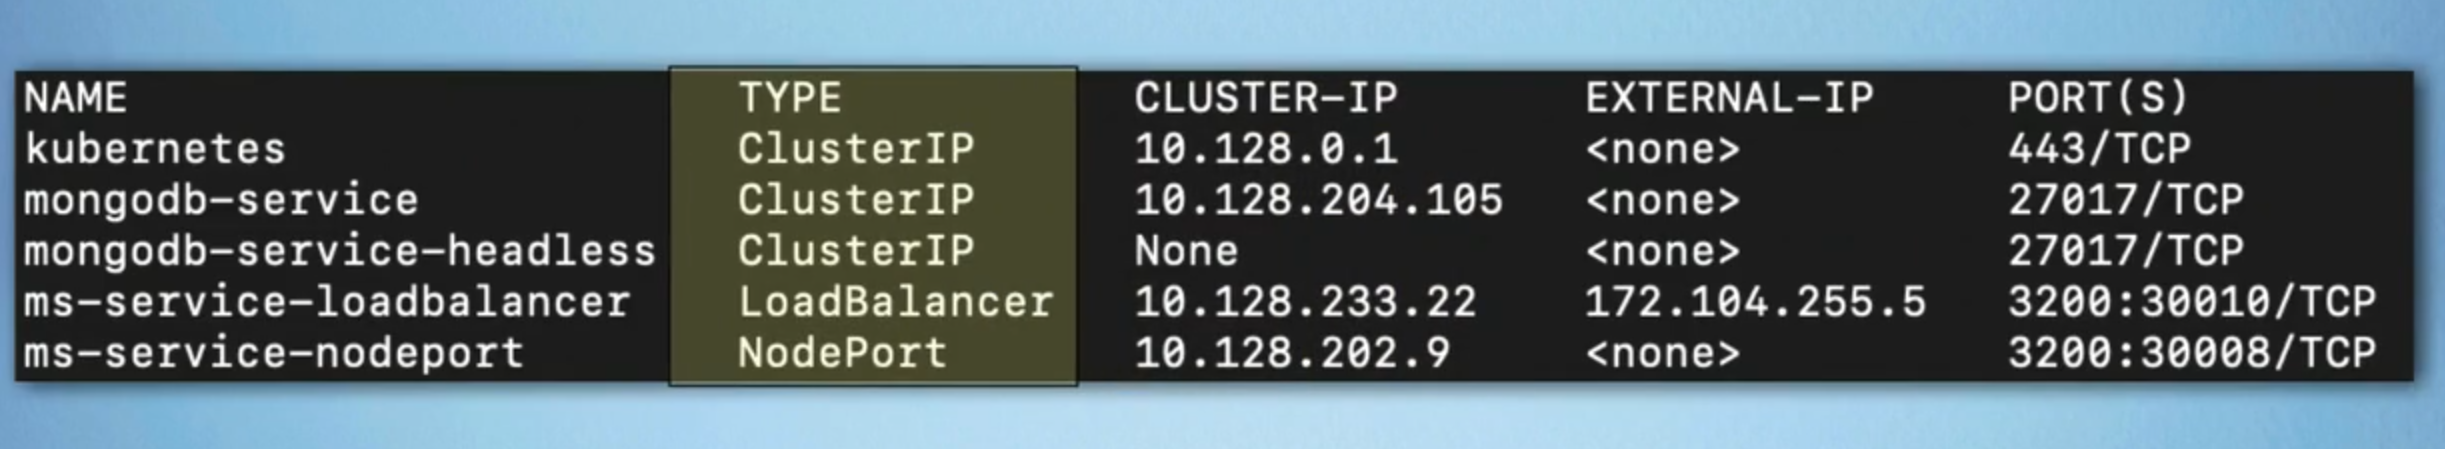 NAME TYPE CLUSTER-IP EXTERNAL-IP PORT(S)
kubernetes ClusterIP 10.128.0.1 <none> 443/TCP
mongodb-service ClusterIP 10.128.204.105 <none> 27017/TCP
mongodb-service-headless ClusterIP None <none> 27017/TCP
ms-service-loadbalancer LoadBalancer 10.128.233.22 172.104.255.5 3200:30010/TCP
ms-service-nodeport NodePort 10.128.202.9 <none> 3200:30008/TCP